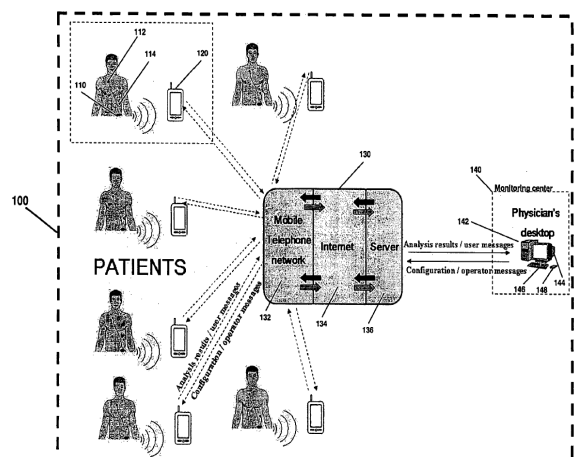 112
114
120
110
130
140
Monitoring center
100
Physician's
142
desktop
Mobile
Telephone
network
Internet
Server
Analysis results / user messages
Configuration / operator messages
144
146
148
PATIENTS
132
134
136
Analysis results / user messages
Configuration / operator messages